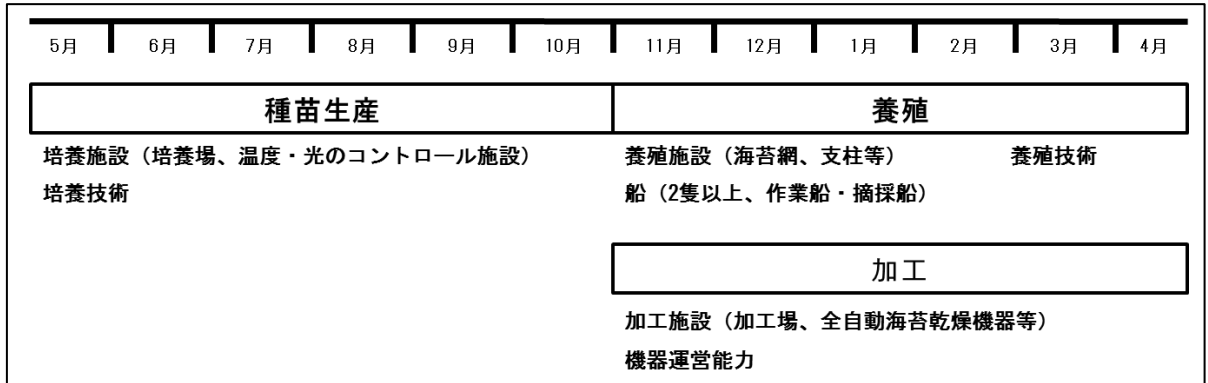 5月 6月 7月 8月 9月 10月 11月 12月 1月 2月 3月 4月
種苗生産 養殖
培養施設（培養場、温度・光のコントロール施設） 養殖施設（海苔網、支柱等） 養殖技術
培養技術 船（2隻以上、作業船・摘採船）
加工
加工施設（加工場、全自動海苔乾燥機器等）
機器運営能力